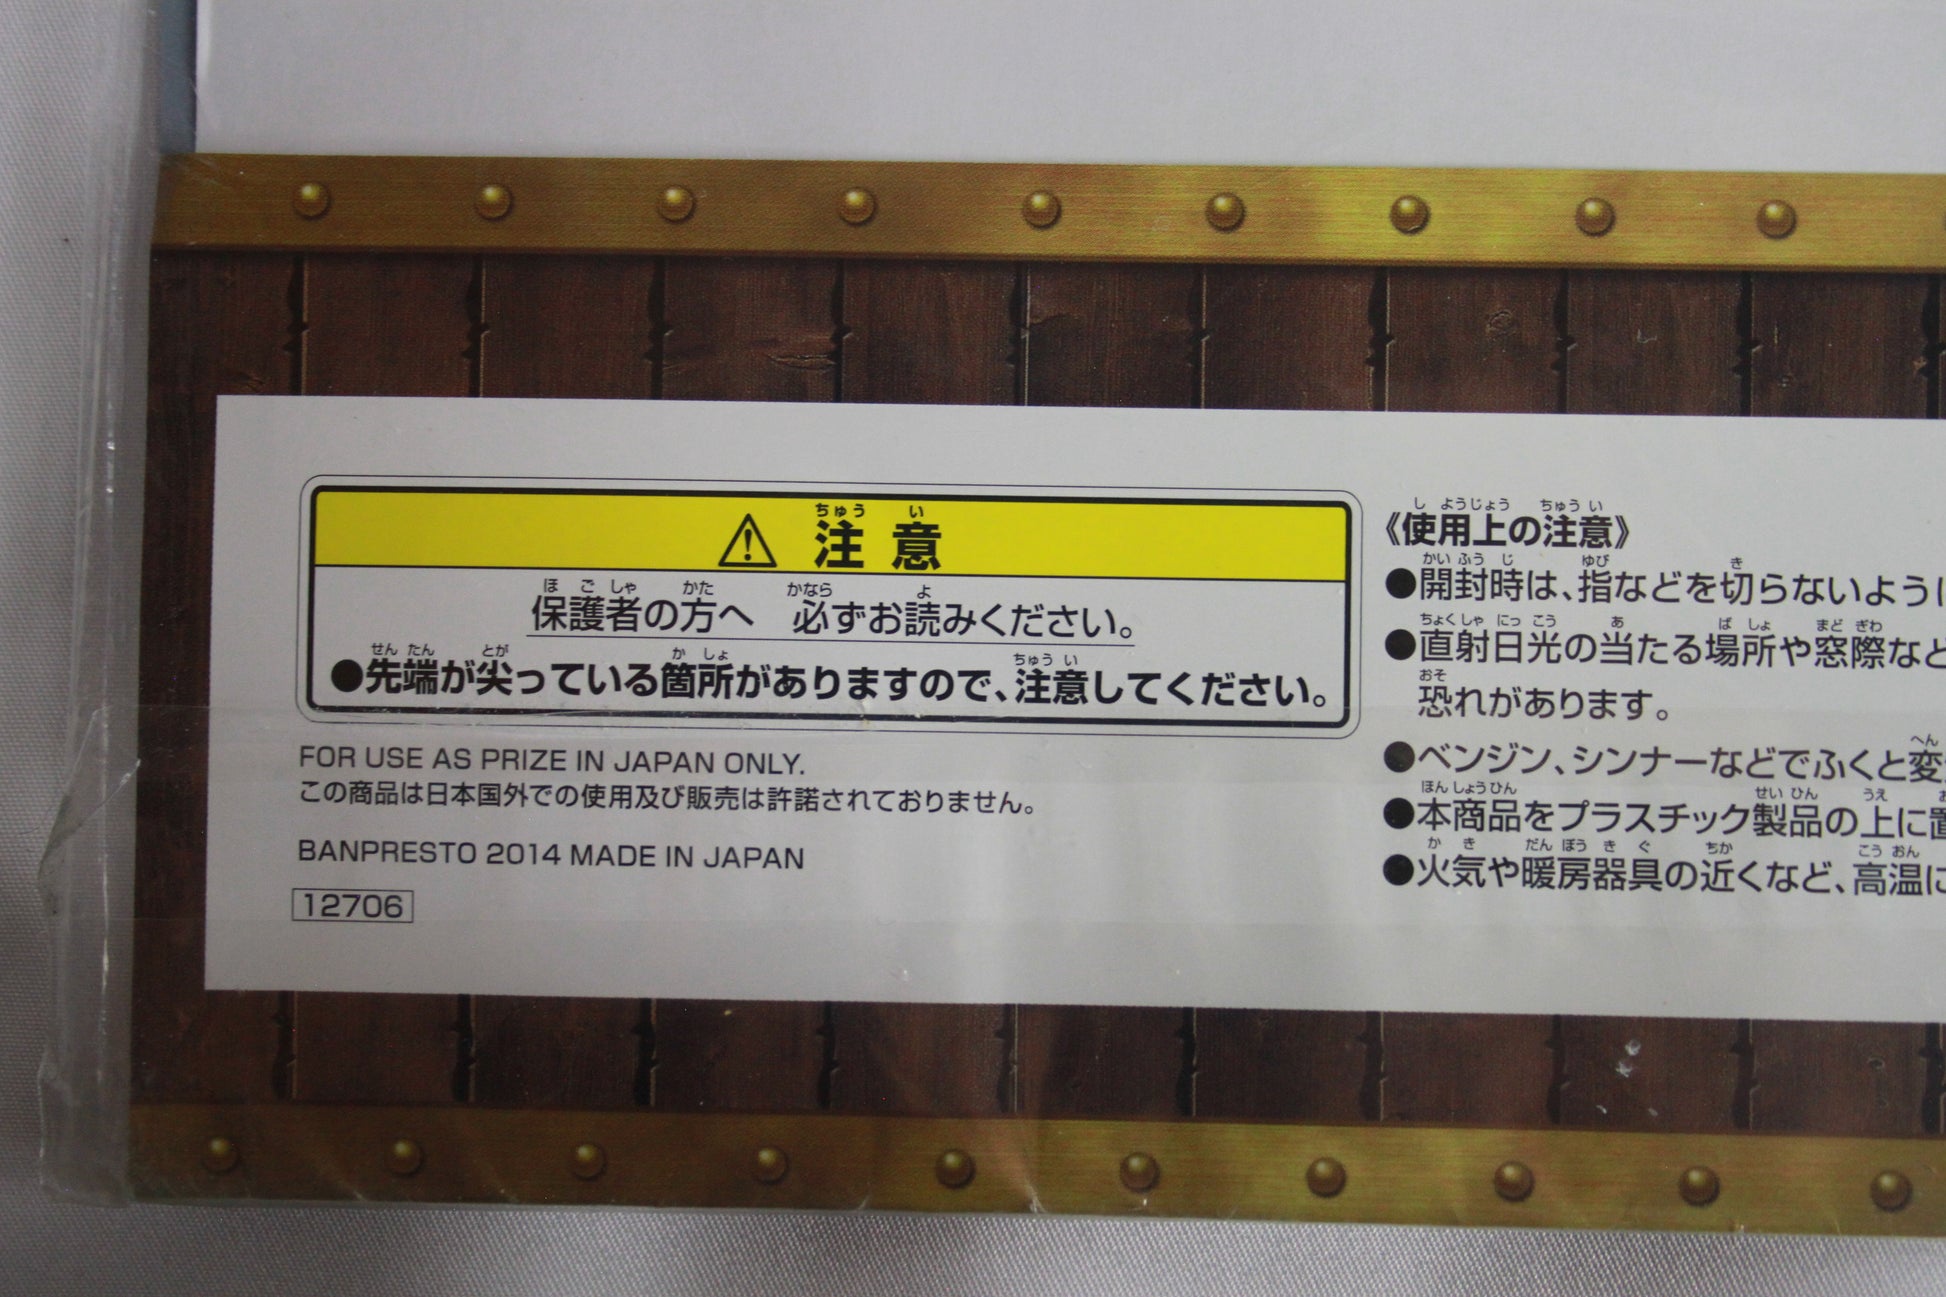 ⚠ 注意
保護者の方へ 必ずお読みください。
●先端が尖っている箇所がありますので、注意してください。
FOR USE AS PRIZE IN JAPAN ONLY.
この商品は日本国外での使用及び販売は許諾されておりません。
BANPRESTO 2014 MADE IN JAPAN
12706
《使用上の注意》
●開封時は、指などを切らないように
●直射日光の当たる場所や窓際など
恐れがあります。
●ベンジン、シンナーなどでふくと変
●本商品をプラスチック製品の上に置
●火気や暖房器具の近くなど、高温に